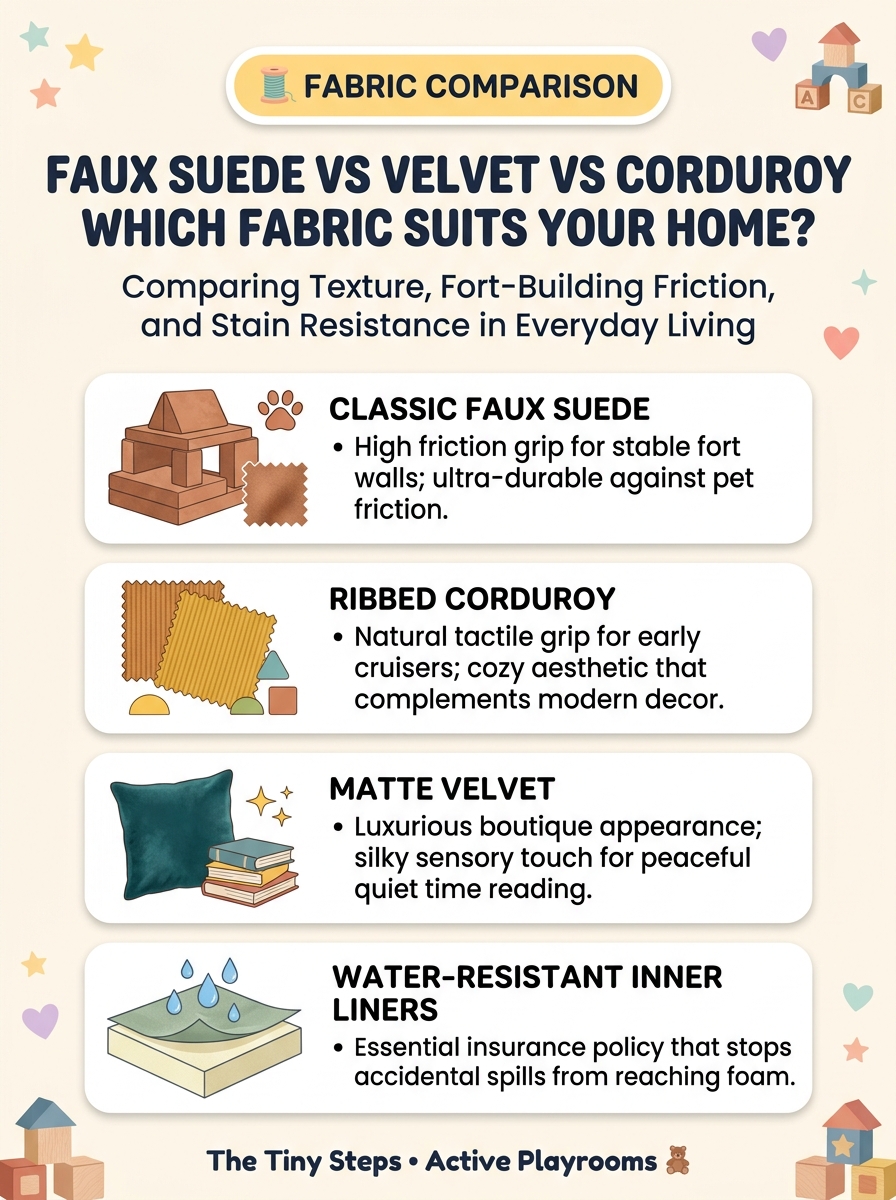 FABRIC COMPARISON
FAUX SUEDE VS VELVET VS CORDUROY
WHICH FABRIC SUITS YOUR HOME?
Comparing Texture, Fort-Building Friction,
and Stain Resistance in Everyday Living
A C
CLASSIC FAUX SUEDE
• High friction grip for stable fort
walls; ultra-durable against pet
friction.
RIBBED CORDUROY
• Natural tactile grip for early
cruisers; cozy aesthetic that
complements modern decor.
MATTE VELVET
• Luxurious boutique appearance;
silky sensory touch for peaceful
quiet time reading.
WATER-RESISTANT INNER
LINERS
• Essential insurance policy that stops
accidental spills from reaching foam.
The Tiny Steps • Active Playrooms